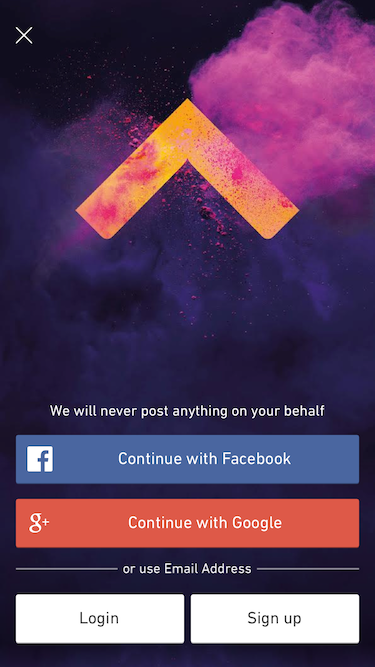 We will never post anything on your behalf
Continue with Facebook
g+
Continue with Google
or use Email Address
Login
Sign up